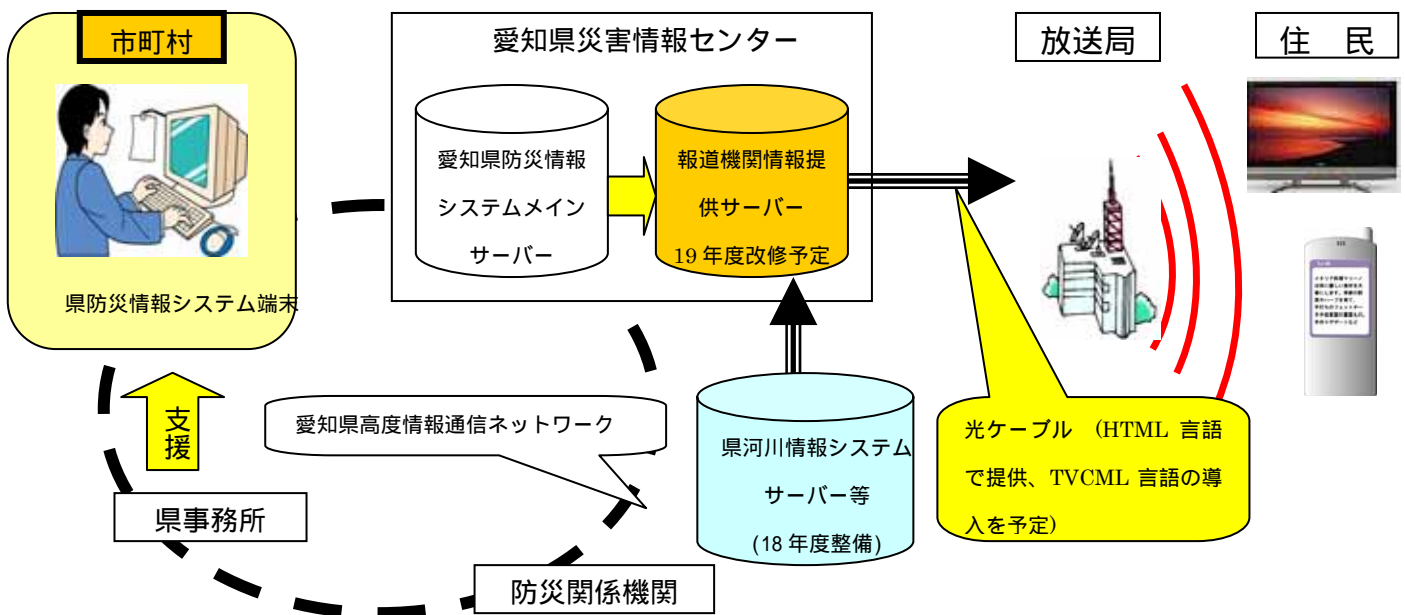 市町村
県防災情報システム端末
支援
県事務所
愛知県高度情報通信ネットワーク
防災関係機関
愛知県災害情報センター
愛知県防災情報
システムメイン
サーバー
報道機関情報提
供サーバー
19年度改修予定
県河川情報システム
サーバー等
(18年度整備)
放送局
光ケーブル (HTML 言語
で提供、TVCML 言語の導
入を予定)
住 民